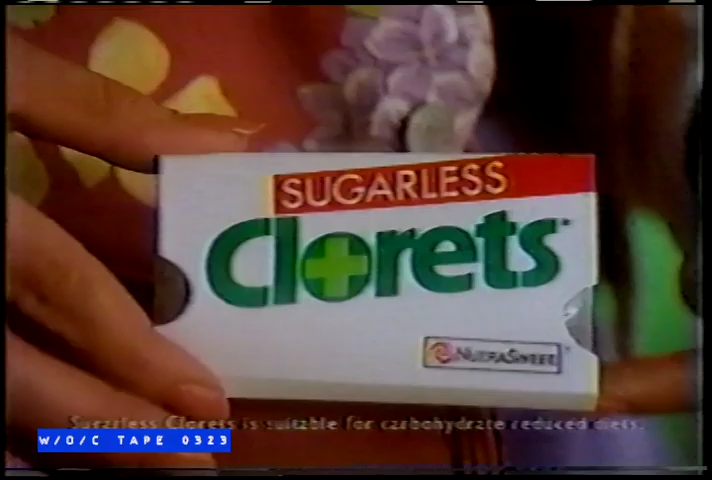 SUGARLESS
Clorets
NUTRASWEET
Sugarless Clorets is suitable for carbohydrate reduced diets.
W/O/C TAPE 0323